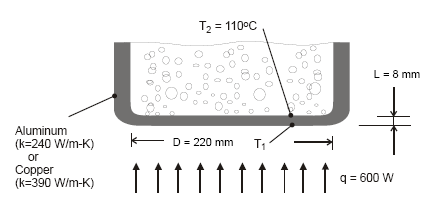 T₂ = 110ºC
L = 8 mm
Aluminum
(k=240 W/m-K)
or
Copper
(k=390 W/m-K)
D = 220 mm
T₁
q = 600 W